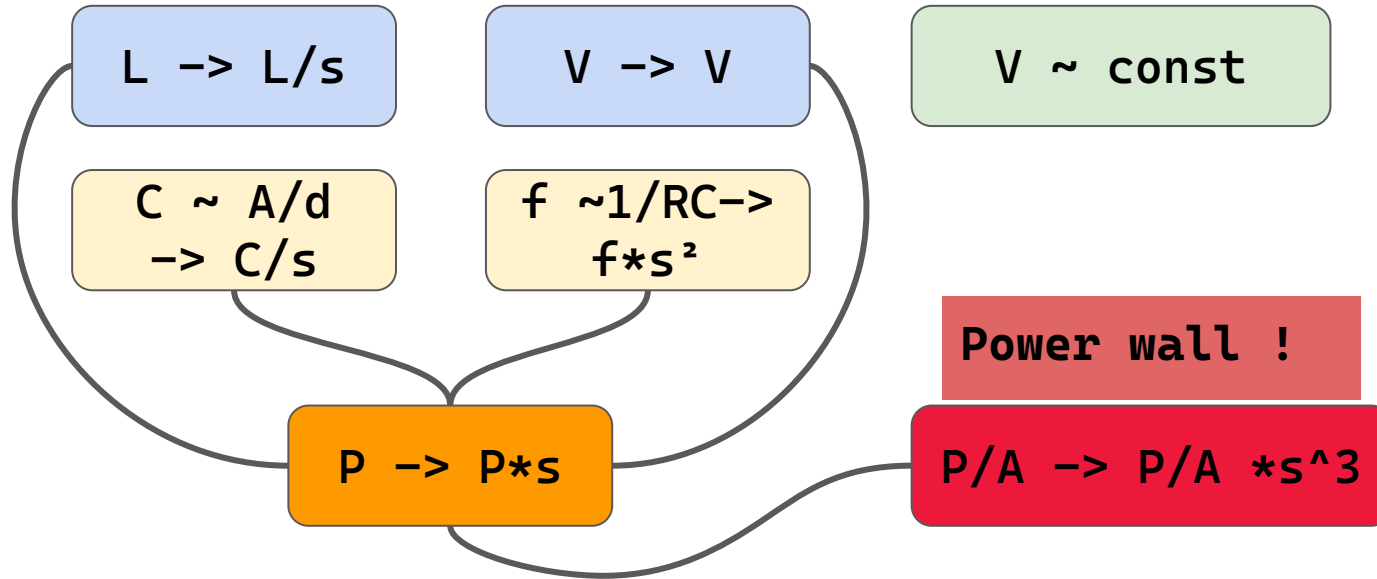 L -> L/s
V -> V
V ~ const
C ~ A/d
-> C/s
f ~1/RC->
f*s²
Power wall !
P -> P*s
P/A -> P/A *s^3